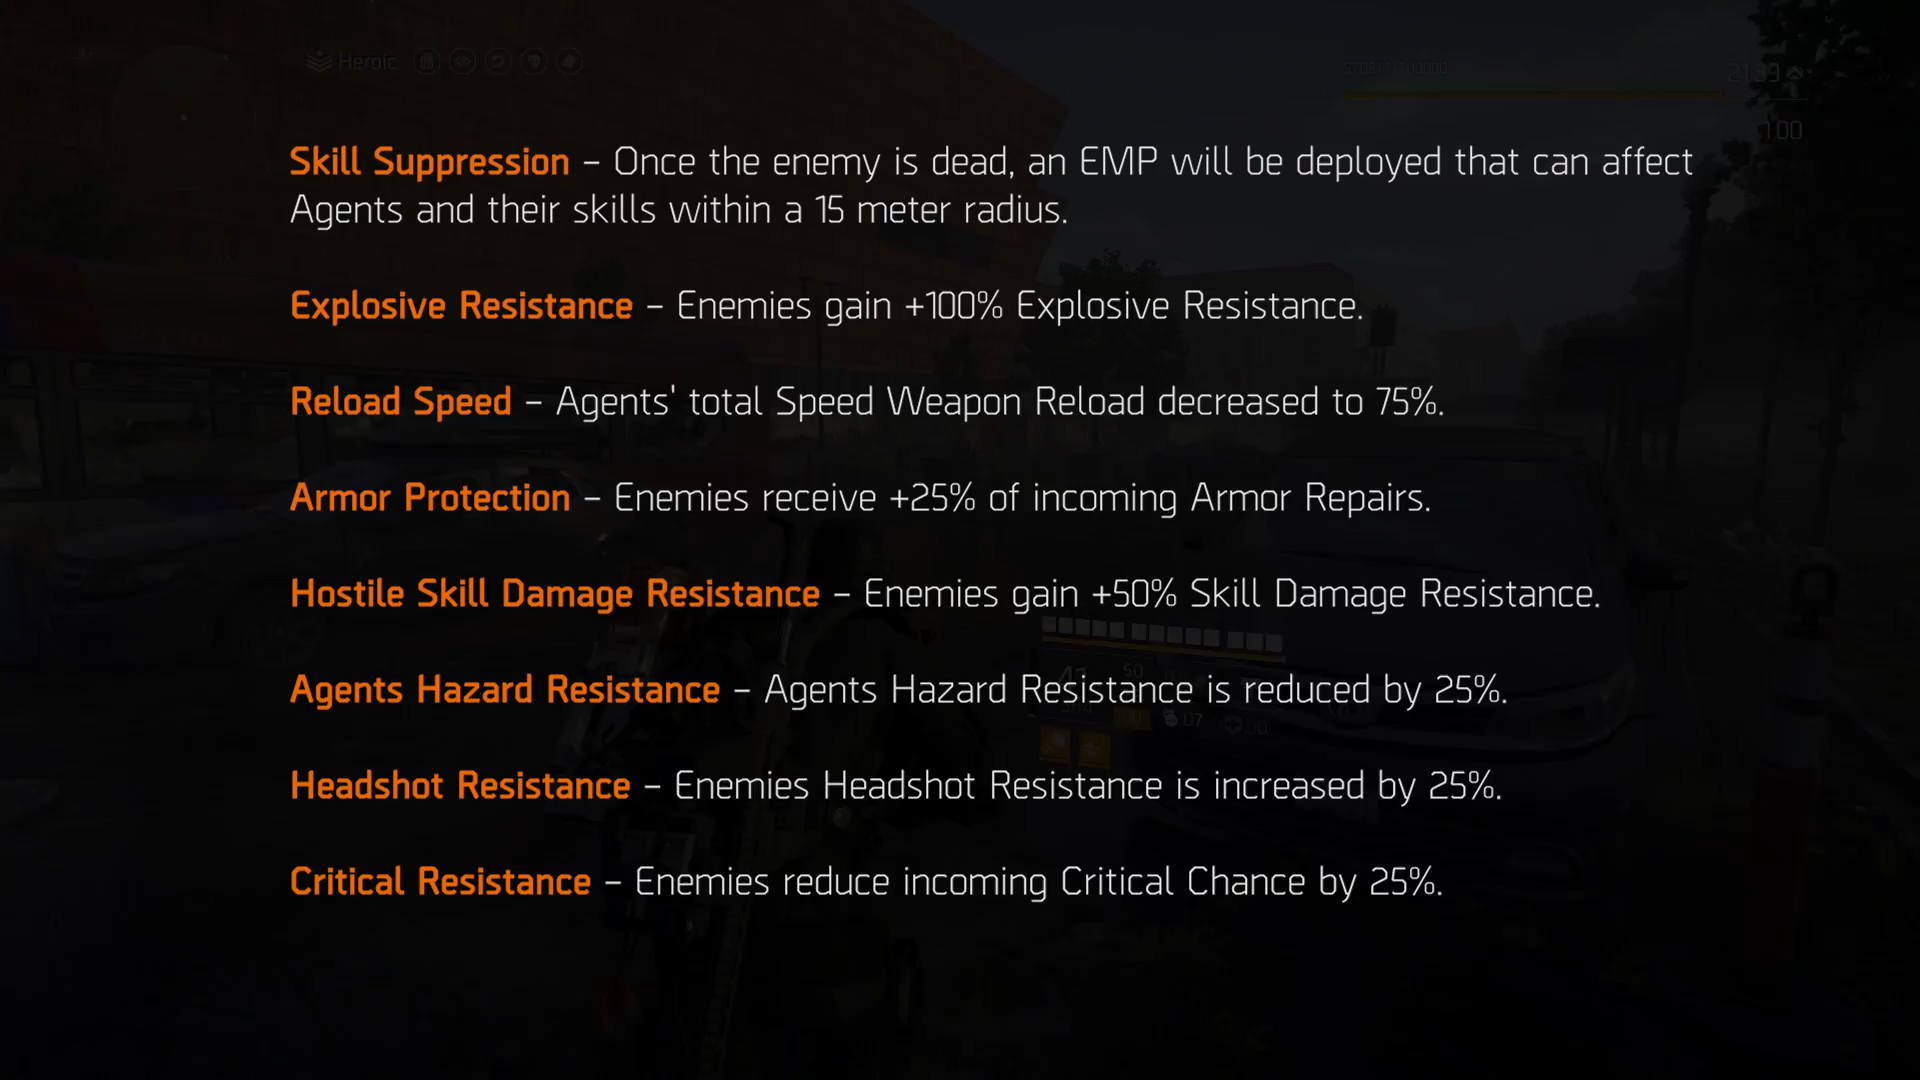 Heroic
2139
100
Skill Suppression – Once the enemy is dead, an EMP will be deployed that can affect
Agents and their skills within a 15 meter radius.
Explosive Resistance – Enemies gain +100% Explosive Resistance.
Reload Speed – Agents' total Speed Weapon Reload decreased to 75%.
Armor Protection – Enemies receive +25% of incoming Armor Repairs.
Hostile Skill Damage Resistance – Enemies gain +50% Skill Damage Resistance.
Agents Hazard Resistance – Agents Hazard Resistance is reduced by 25%.
Headshot Resistance – Enemies Headshot Resistance is increased by 25%.
Critical Resistance – Enemies reduce incoming Critical Chance by 25%.